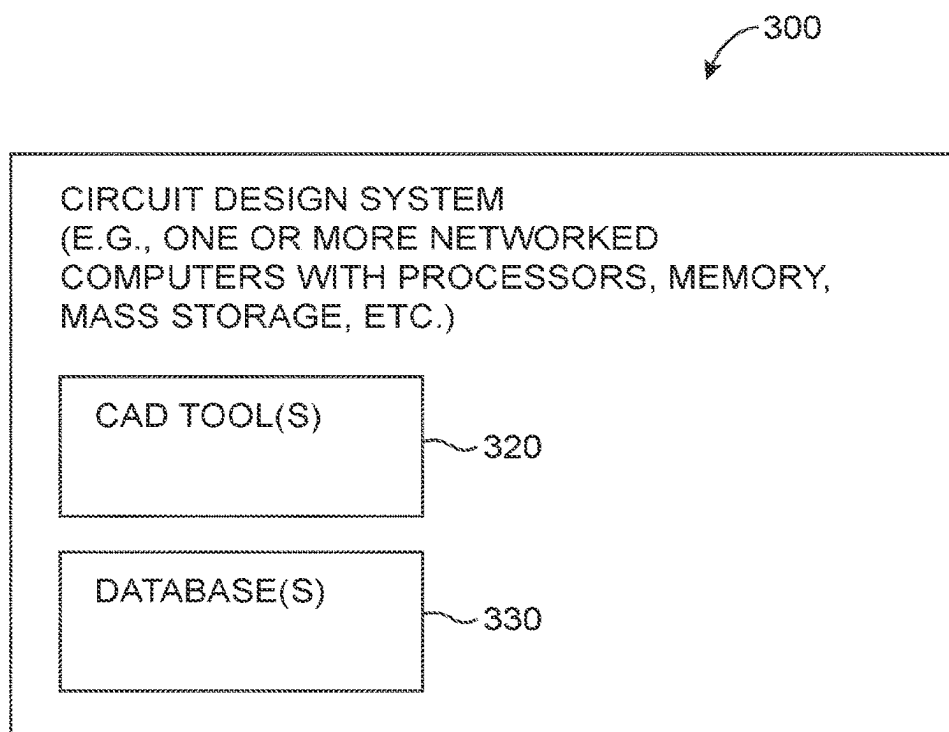 300
CIRCUIT DESIGN SYSTEM
(E.G., ONE OR MORE NETWORKED
COMPUTERS WITH PROCESSORS, MEMORY,
MASS STORAGE, ETC.)
CAD TOOL(S)
320
DATABASE(S)
330